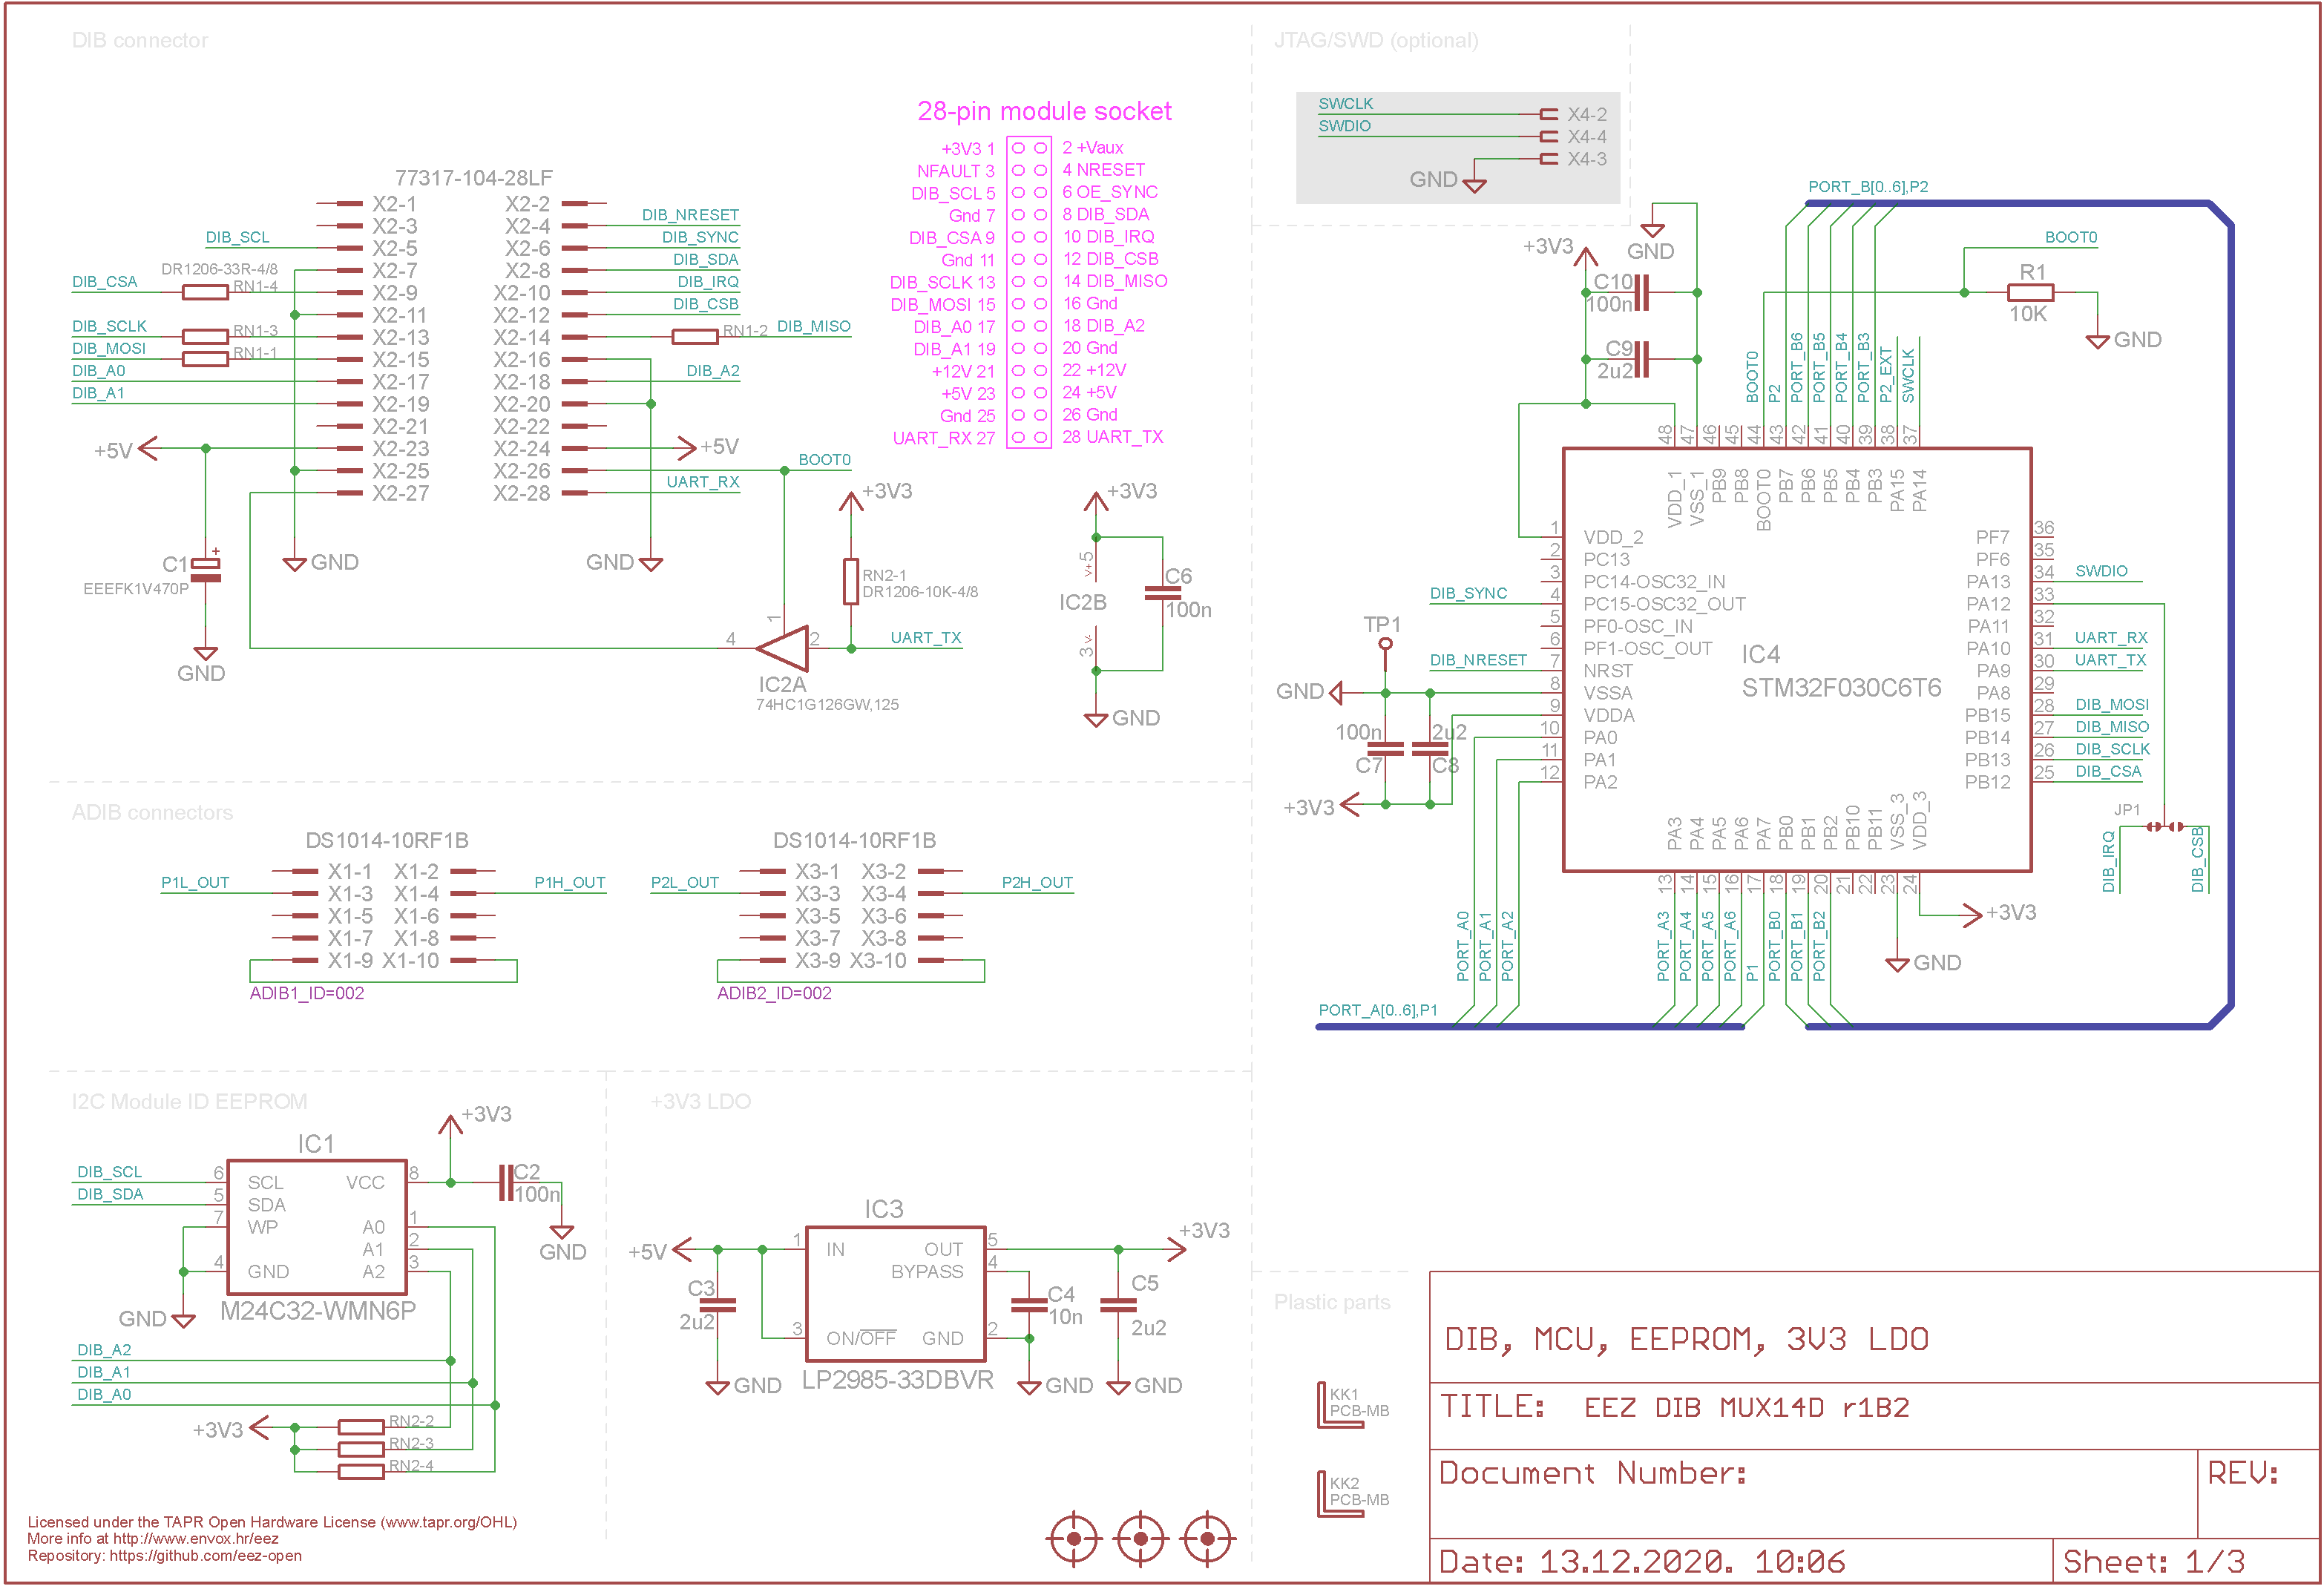 DIB connector
77317-104-28LF
X2-1 X2-2
X2-3 X2-4 DIB_NRESET
DIB_SCL X2-5 X2-6 DIB_SYNC
DR1206-33R-4/8 X2-7 X2-8 DIB_SDA
DIB_CSA RN1-4 X2-9 X2-10 DIB_IRQ
X2-11 X2-12 DIB_CSB
DIB_SCLK RN1-3 X2-13 X2-14 RN1-2 DIB_MISO
DIB_MOSI RN1-1 X2-15 X2-16
DIB_A0 X2-17 X2-18 DIB_A2
DIB_A1 X2-19 X2-20
X2-21 X2-22
+5V X2-23 X2-24 +5V
X2-25 X2-26 BOOT0
X2-27 X2-28 UART_RX
C1 +
EEEFK1V470P
GND
GND
GND
+3V3
RN2-1
DR1206-10K-4/8
UART_TX
4 1 2
IC2A
74HC1G126GW,125
+3V3
V+ 5
IC2B
3 V-
C6
100n
GND
28-pin module socket
+3V3 1 2 +Vaux
NFAULT 3 4 NRESET
DIB_SCL 5 6 OE_SYNC
Gnd 7 8 DIB_SDA
DIB_CSA 9 10 DIB_IRQ
Gnd 11 12 DIB_CSB
DIB_SCLK 13 14 DIB_MISO
DIB_MOSI 15 16 Gnd
DIB_A0 17 18 DIB_A2
DIB_A1 19 20 Gnd
+12V 21 22 +12V
+5V 23 24 +5V
Gnd 25 26 Gnd
UART_RX 27 28 UART_TX
JTAG/SWD (optional)
SWCLK X4-2
SWDIO X4-4
GND X4-3
PORT_B[0..6],P2
GND
+3V3
C10
100n
C9
2u2
BOOT0
R1
10K
GND
BOOT0
P2
PORT_B6
PORT_B5
PORT_B4
PORT_B3
P2_EXT
SWCLK
48 47 46 45 44 43 42 41 40 39 38 37
VDD_1
VSS_1
PB9
PB8
BOOT0
PB7
PB6
PB5
PB4
PB3
PA15
PA14
1 VDD_2
2 PC13
3 PC14-OSC32_IN
DIB_SYNC 4 PC15-OSC32_OUT
5 PF0-OSC_IN
6 PF1-OSC_OUT
DIB_NRESET 7 NRST
8 VSSA
9 VDDA
10 PA0
11 PA1
12 PA2
TP1
GND
100n
C7
2u2
C8
+3V3
IC4
STM32F030C6T6
PF7 36
PF6 35
PA13 34 SWDIO
PA12 33
PA11 32
PA10 31 UART_RX
PA9 30 UART_TX
PA8 29
PB15 28 DIB_MOSI
PB14 27 DIB_MISO
PB13 26 DIB_SCLK
PB12 25 DIB_CSA
JP1
DIB_IRQ
DIB_CSB
PA3
PA4
PA5
PA6
PA7
PB0
PB1
PB2
PB10
PB11
VSS_3
VDD_3
13 14 15 16 17 18 19 20 21 22 23 24
PORT_A0
PORT_A1
PORT_A2
PORT_A3
PORT_A4
PORT_A5
PORT_A6
P1
PORT_B0
PORT_B1
PORT_B2
+3V3
GND
PORT_A[0..6],P1
ADIB connectors
DS1014-10RF1B
X1-1 X1-2
P1L_OUT X1-3 X1-4 P1H_OUT
X1-5 X1-6
X1-7 X1-8
X1-9 X1-10
ADIB1_ID=002
DS1014-10RF1B
X3-1 X3-2
P2L_OUT X3-3 X3-4 P2H_OUT
X3-5 X3-6
X3-7 X3-8
X3-9 X3-10
ADIB2_ID=002
I2C Module ID EEPROM
+3V3
IC1
DIB_SCL 6 SCL VCC 8
DIB_SDA 5 SDA
7 WP A0 1
A1 2
4 GND A2 3
C2
100n
GND
GND
M24C32-WMN6P
DIB_A2
DIB_A1
DIB_A0
+3V3
RN2-2
RN2-3
RN2-4
+3V3 LDO
IC3
+5V 1 IN OUT 5 +3V3
BYPASS 4
3 ON/OFF GND 2
LP2985-33DBVR
C3
2u2
GND
C4
10n
GND
C5
2u2
GND
Plastic parts
KK1
PCB-MB
KK2
PCB-MB
DIB, MCU, EEPROM, 3V3 LDO
TITLE: EEZ DIB MUX14D r1B2
Document Number:
REV:
Date: 13.12.2020. 10:06
Sheet: 1/3
Licensed under the TAPR Open Hardware License (www.tapr.org/OHL)
More info at http://www.envox.hr/eez
Repository: https://github.com/eez-open